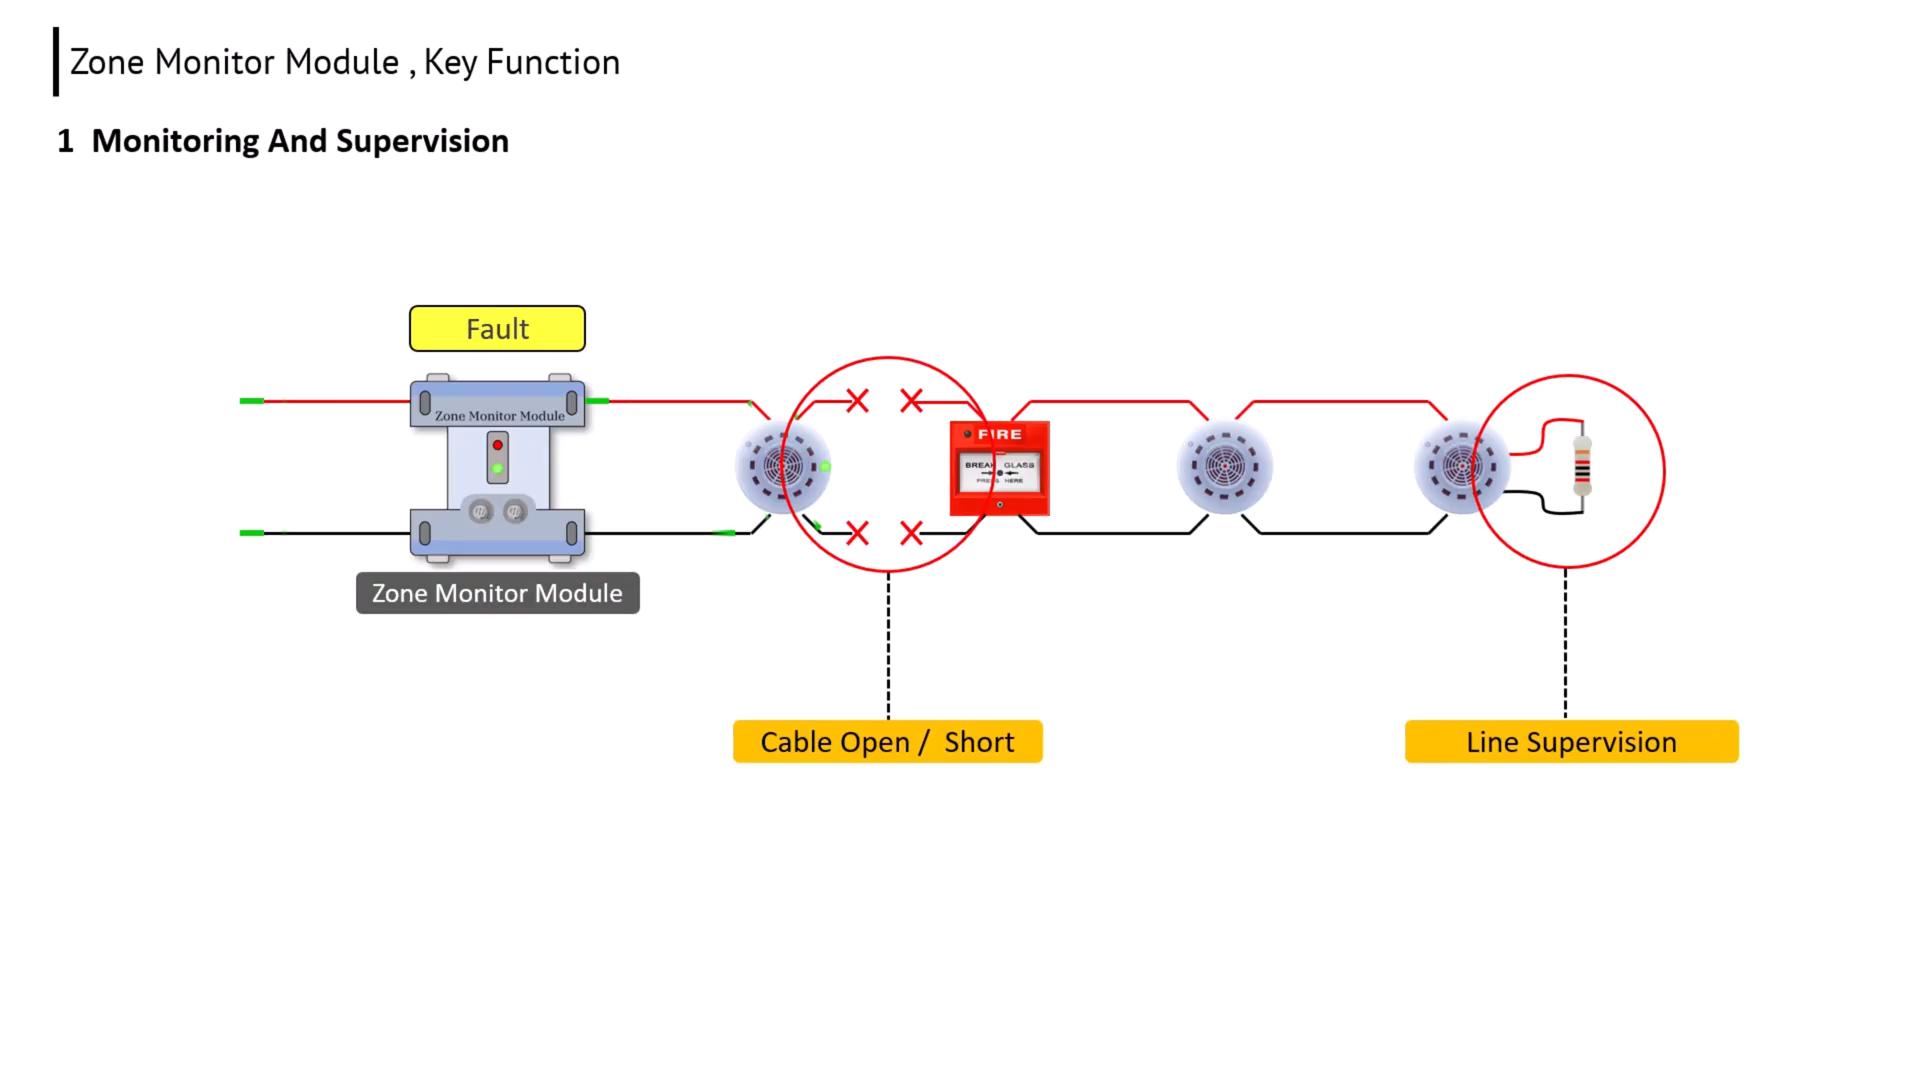 Zone Monitor Module , Key Function
1 Monitoring And Supervision
Fault
Zone Monitor Module
FIRE
BREAK GLASS
PRESS HERE
Zone Monitor Module
Cable Open / Short
Line Supervision